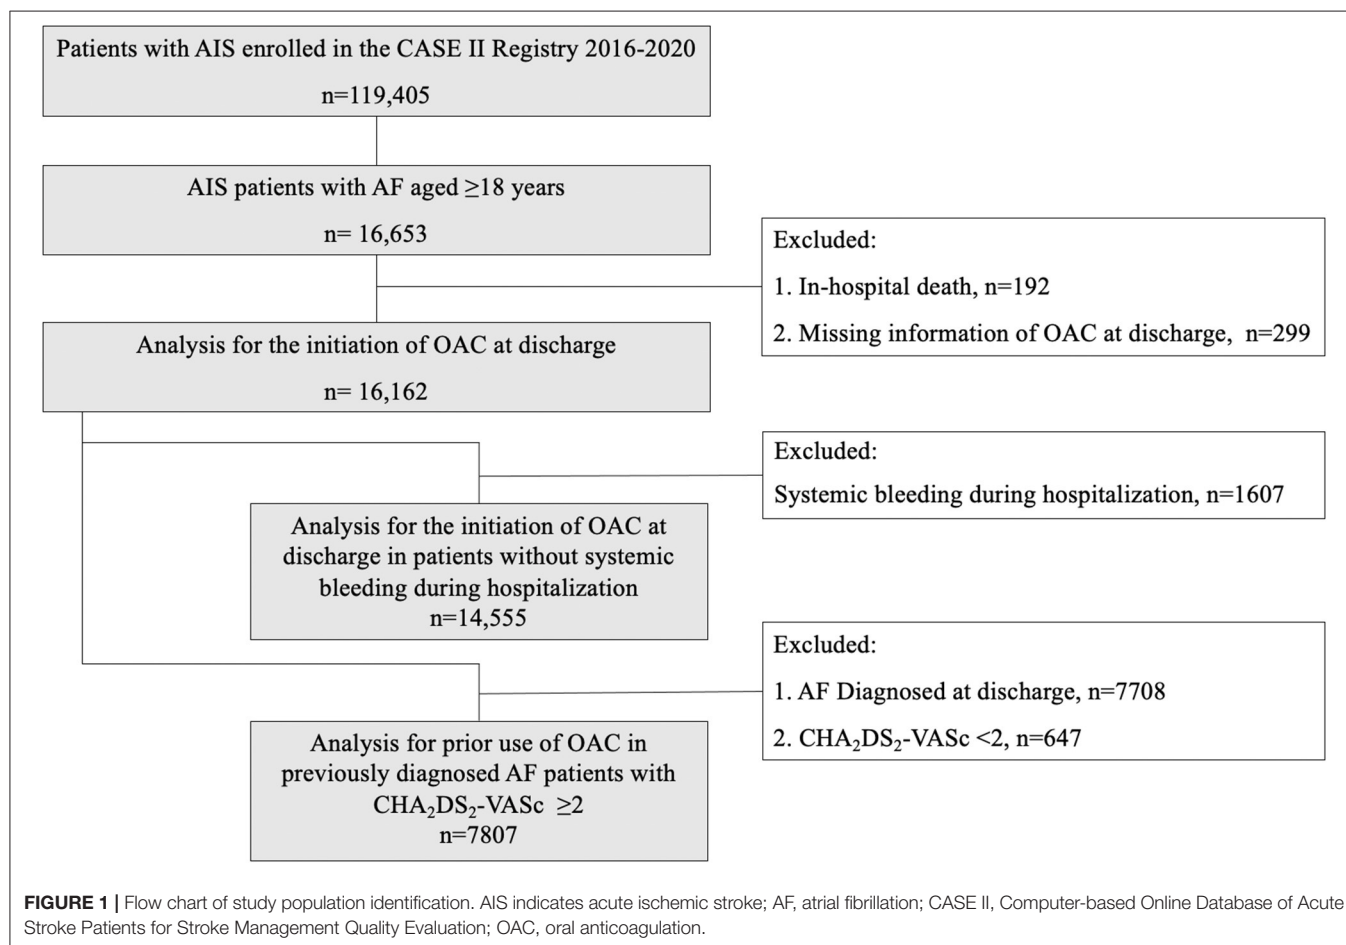 Patients with AIS enrolled in the CASE II Registry 2016-2020
n=119,405
AIS patients with AF aged ≥18 years
n= 16,653
Excluded:
1. In-hospital death, n=192
2. Missing information of OAC at discharge, n=299
Analysis for the initiation of OAC at discharge
n= 16,162
Excluded:
Systemic bleeding during hospitalization, n=1607
Analysis for the initiation of OAC at
discharge in patients without systemic
bleeding during hospitalization
n=14,555
Excluded:
1. AF Diagnosed at discharge, n=7708
2. CHA₂DS₂-VASc <2, n=647
Analysis for prior use of OAC in
previously diagnosed AF patients with
CHA₂DS₂-VASc ≥2
n=7807
FIGURE 1 | Flow chart of study population identification. AIS indicates acute ischemic stroke; AF, atrial fibrillation; CASE II, Computer-based Online Database of Acute
Stroke Patients for Stroke Management Quality Evaluation; OAC, oral anticoagulation.